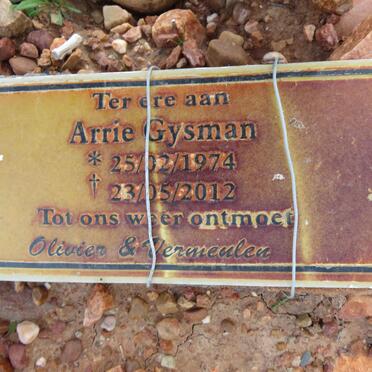 Ter ere aan
Arrie Gysman
* 25/02/1974
† 23/05/2012
Tot ons weer ontmoet
Olivier & Vermeulen